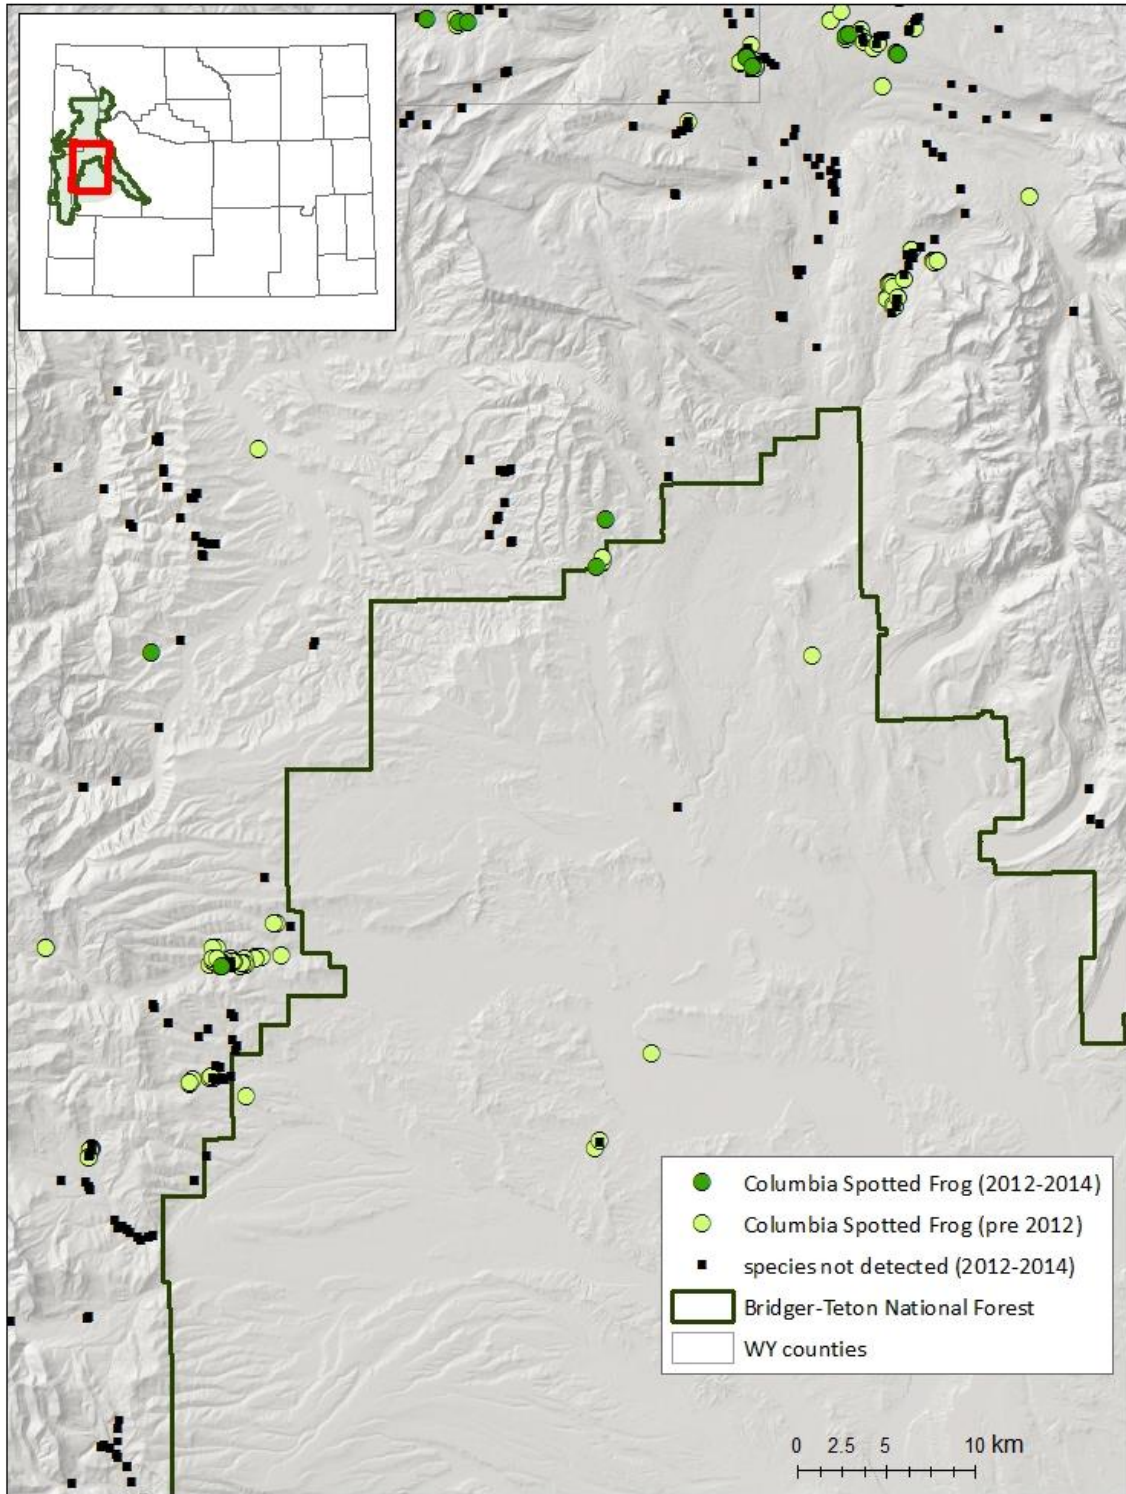 Columbia Spotted Frog (2012-2014)
Columbia Spotted Frog (pre 2012)
species not detected (2012-2014)
Bridger-Teton National Forest
WY counties
0 2.5 5 10 km